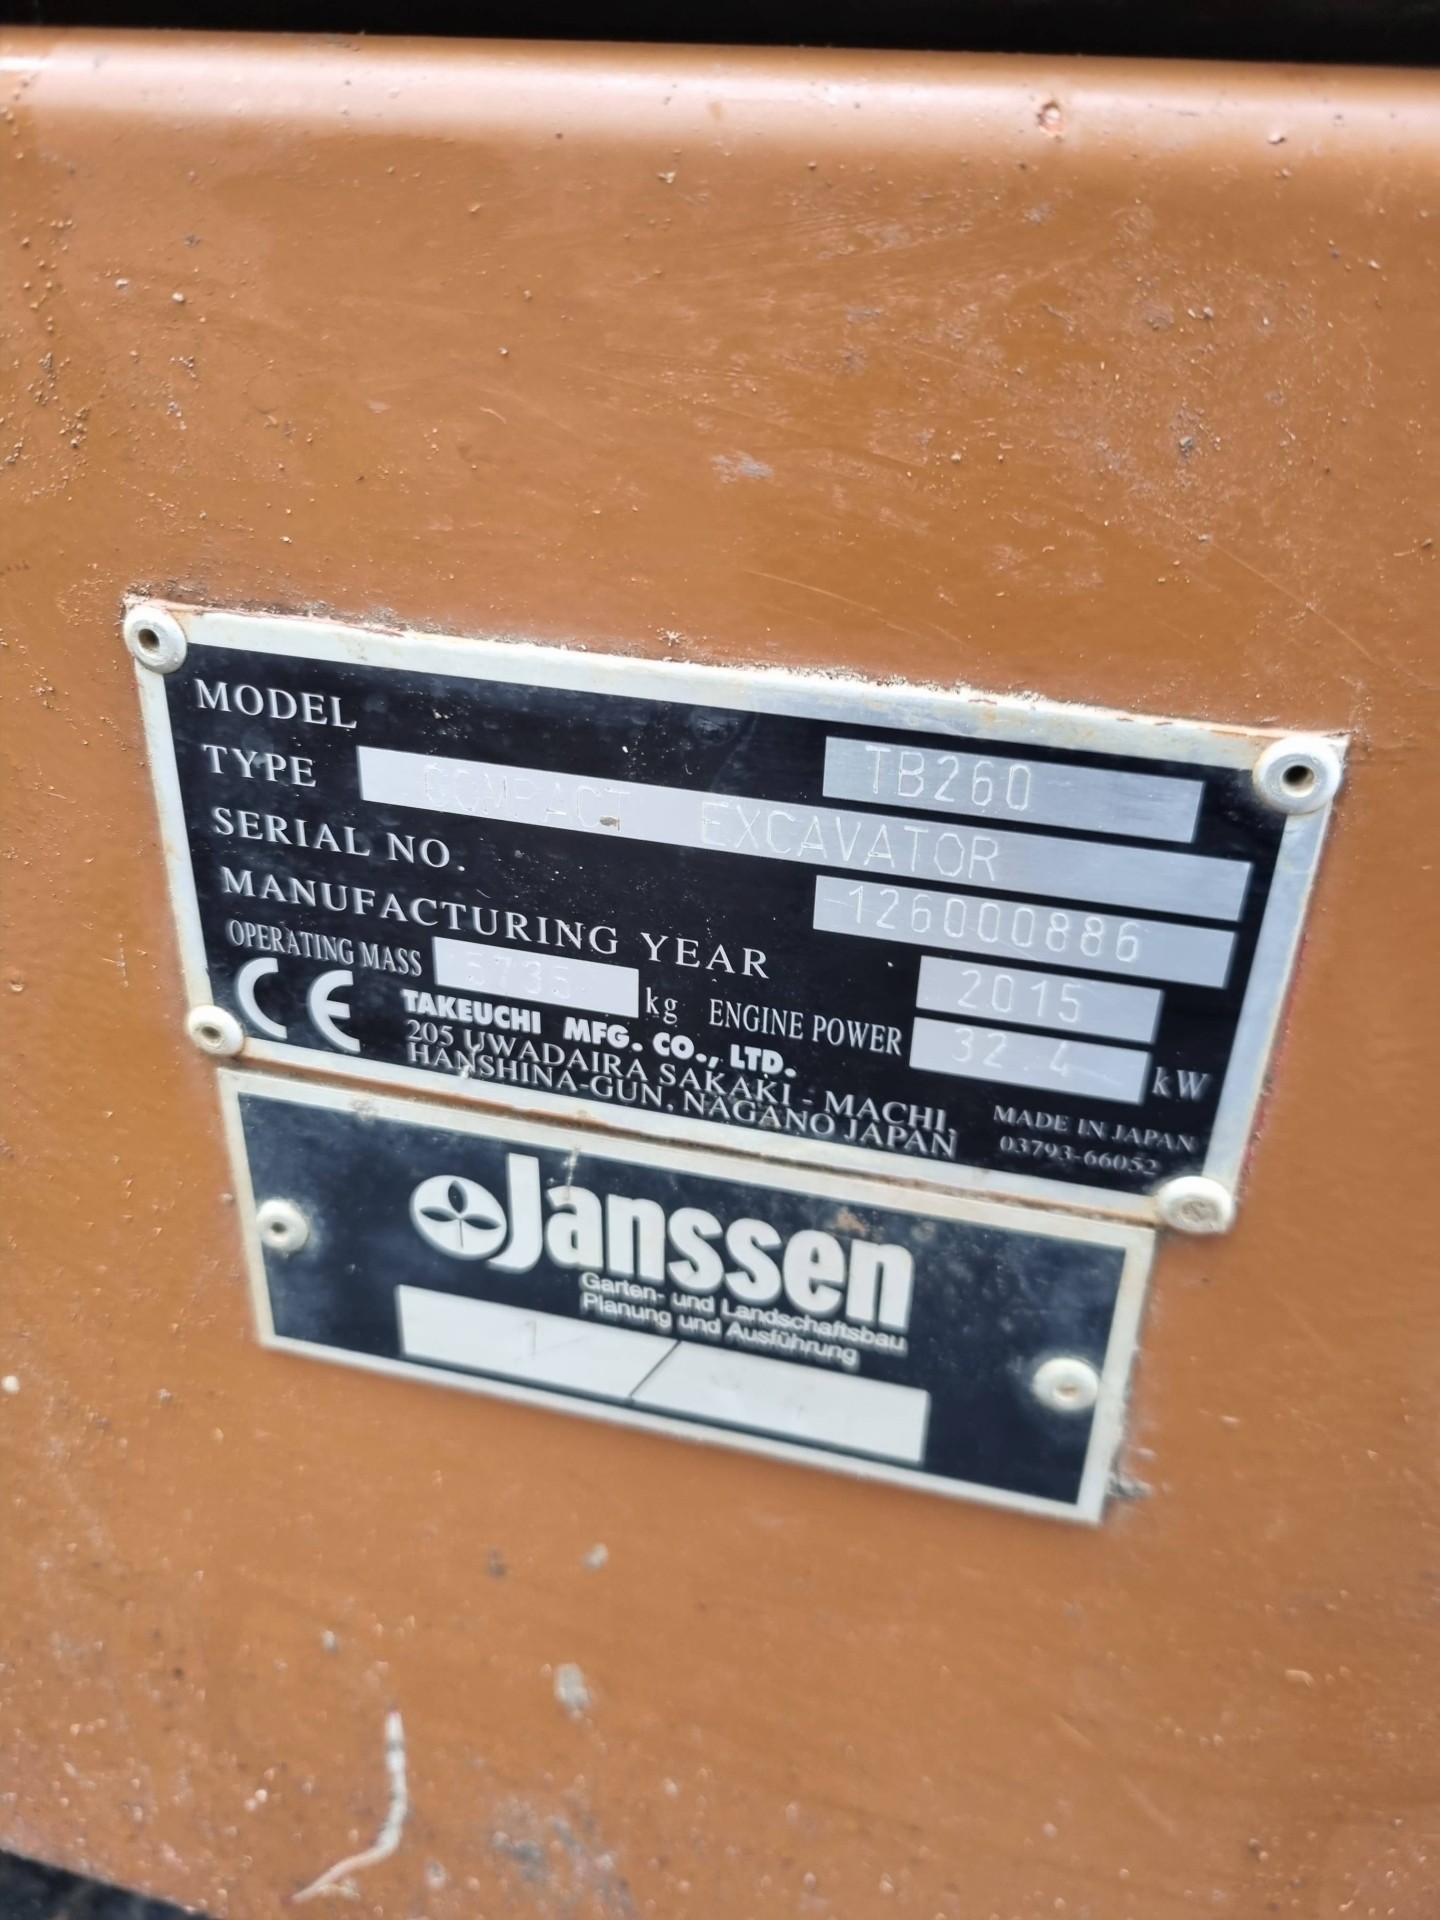 MODEL TB260
TYPE COMPACT EXCAVATOR
SERIAL NO. 126000886
MANUFACTURING YEAR 2015
OPERATING MASS 5735 kg ENGINE POWER 32.4 kW
CE TAKEUCHI MFG. CO., LTD.
205 UWADAIRA SAKAKI-MACHI,
HANSHINA-GUN, NAGANO JAPAN
MADE IN JAPAN
03793-66052
Janssen
Garten- und Landschaftsbau
Planung und Ausführung
1